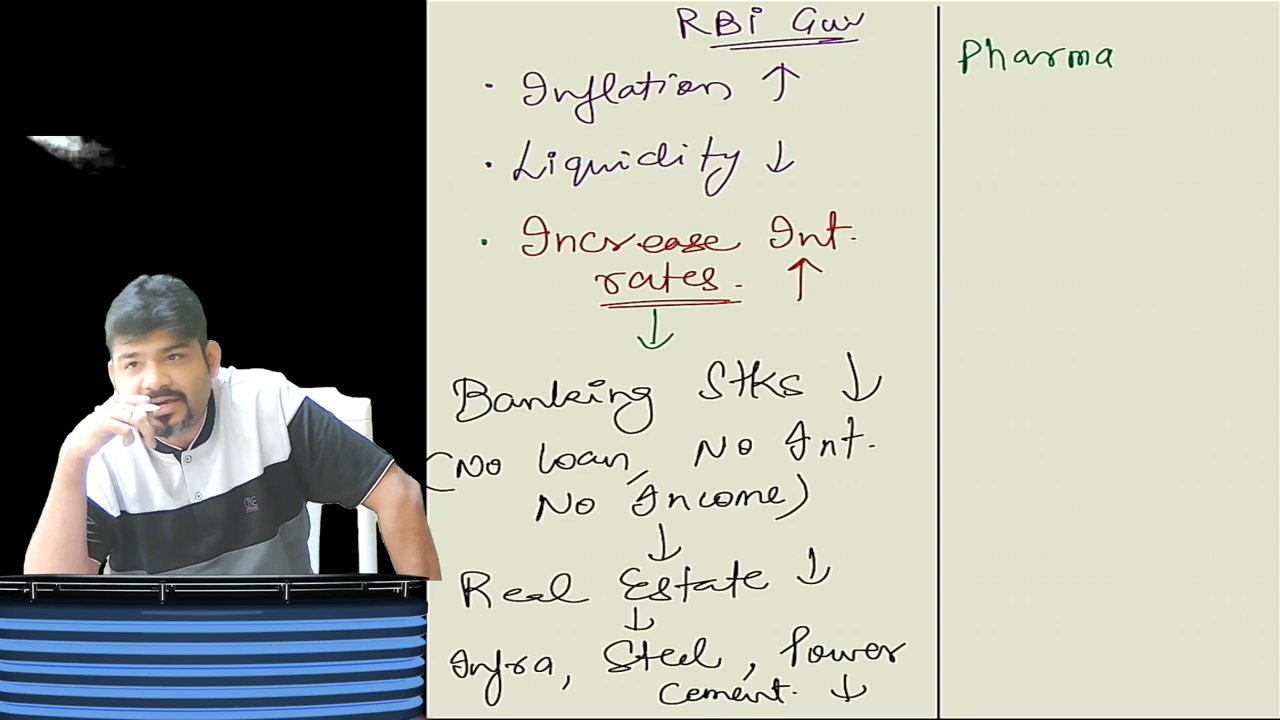 RBi Guv
· Inflation ↑
· Liquidity ↓
· Increase Int.
rates. ↑
↓
Banking Stks ↓
(No loan, No Int.
No Income)
↓
Real Estate ↓
↓
Infra, Steel, Power
cement. ↓
Pharma